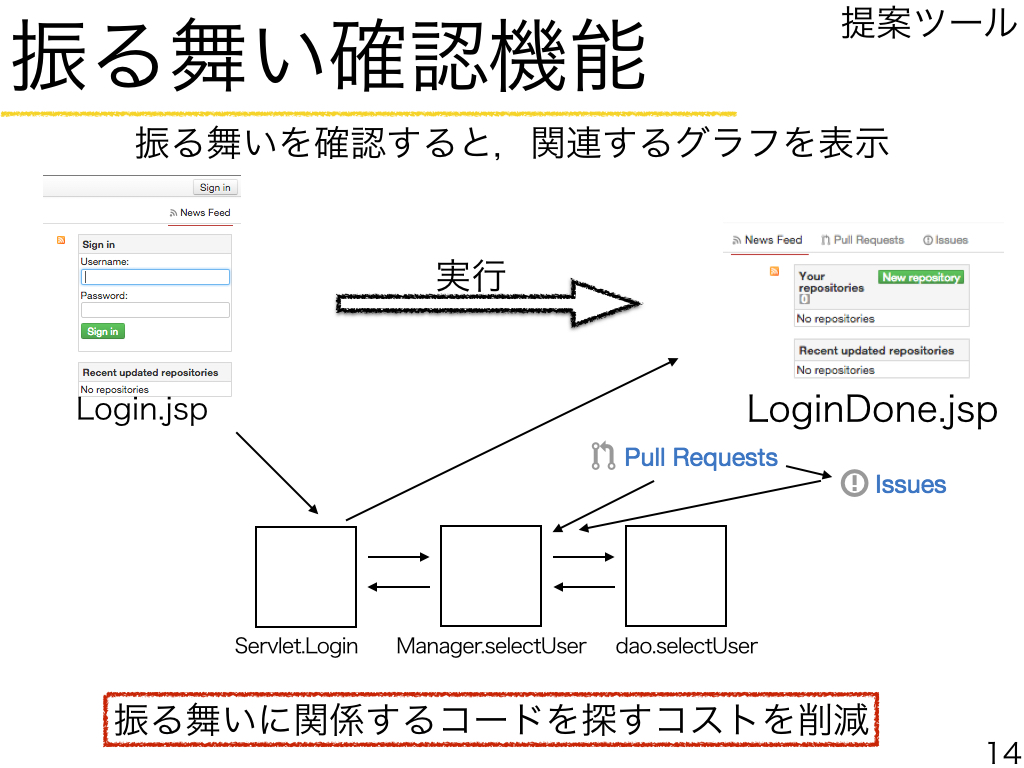 提案ツール
振る舞い確認機能
振る舞いを確認すると，関連するグラフを表示
Sign in
News Feed
Sign in
Username:
Password:
Sign in
Recent updated repositories
No repositories
Login.jsp
実行
News Feed Pull Requests Issues
Your
repositories
0
New repository
No repositories
Recent updated repositories
No repositories
LoginDone.jsp
Pull Requests
Issues
Servlet.Login
Manager.selectUser
dao.selectUser
振る舞いに関係するコードを探すコストを削減
14